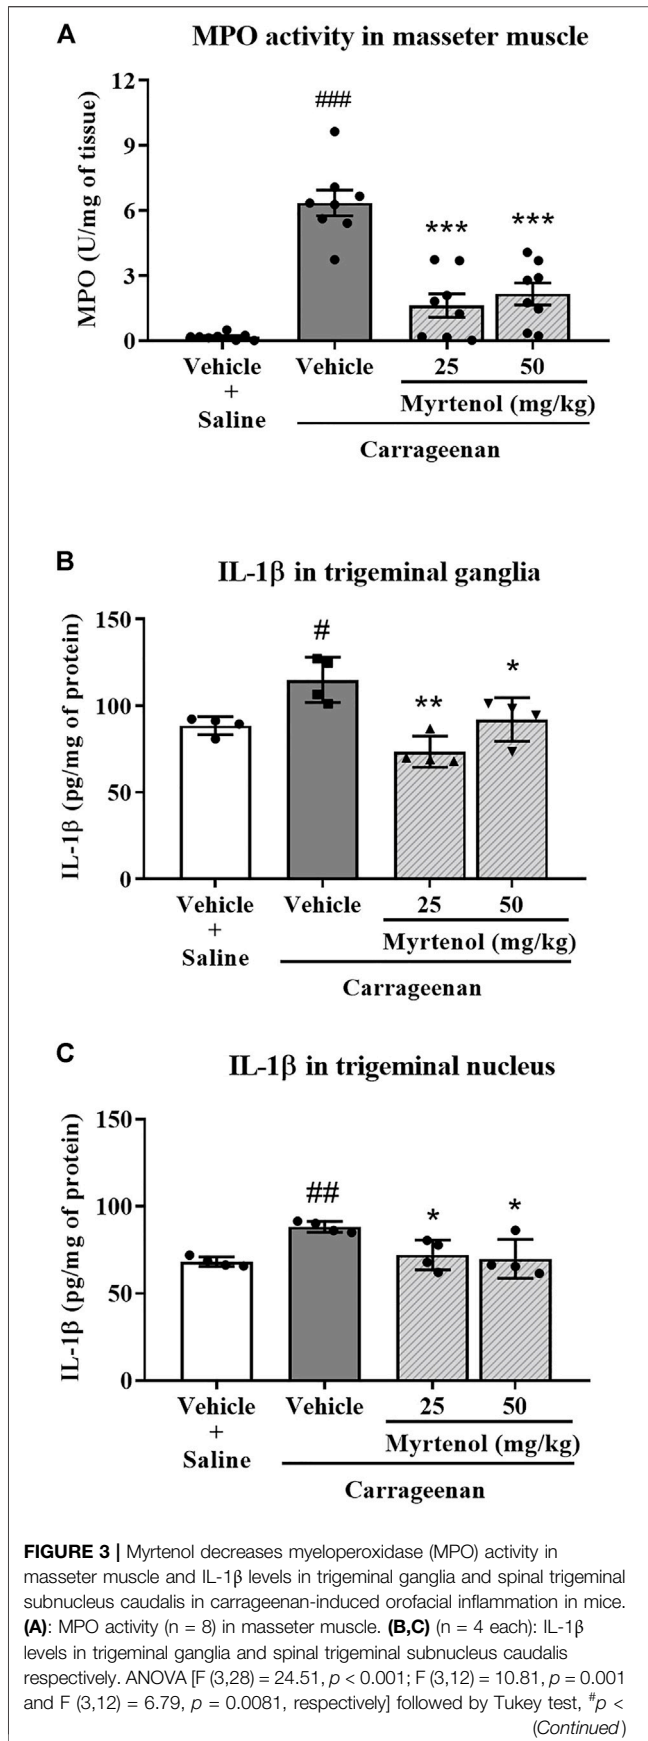 A
MPO activity in masseter muscle
MPO (U/mg of tissue)
12
9
6
3
0
###
***
***
Vehicle
+
Saline
Vehicle
25
50
Myrtenol (mg/kg)
Carrageenan
B
IL-1β in trigeminal ganglia
IL-1β (pg/mg of protein)
150
100
50
0
#
**
*
Vehicle
+
Saline
Vehicle
25
50
Myrtenol (mg/kg)
Carrageenan
C
IL-1β in trigeminal nucleus
IL-1β (pg/mg of protein)
150
100
50
0
##
*
*
Vehicle
+
Saline
Vehicle
25
50
Myrtenol (mg/kg)
Carrageenan
FIGURE 3 | Myrtenol decreases myeloperoxidase (MPO) activity in
masseter muscle and IL-1β levels in trigeminal ganglia and spinal trigeminal
subnucleus caudalis in carrageenan-induced orofacial inflammation in mice.
(A): MPO activity (n = 8) in masseter muscle. (B,C) (n = 4 each): IL-1β
levels in trigeminal ganglia and spinal trigeminal subnucleus caudalis
respectively. ANOVA [F (3,28) = 24.51, p < 0.001; F (3,12) = 10.81, p = 0.001
and F (3,12) = 6.79, p = 0.0081, respectively] followed by Tukey test, #p <
(Continued)